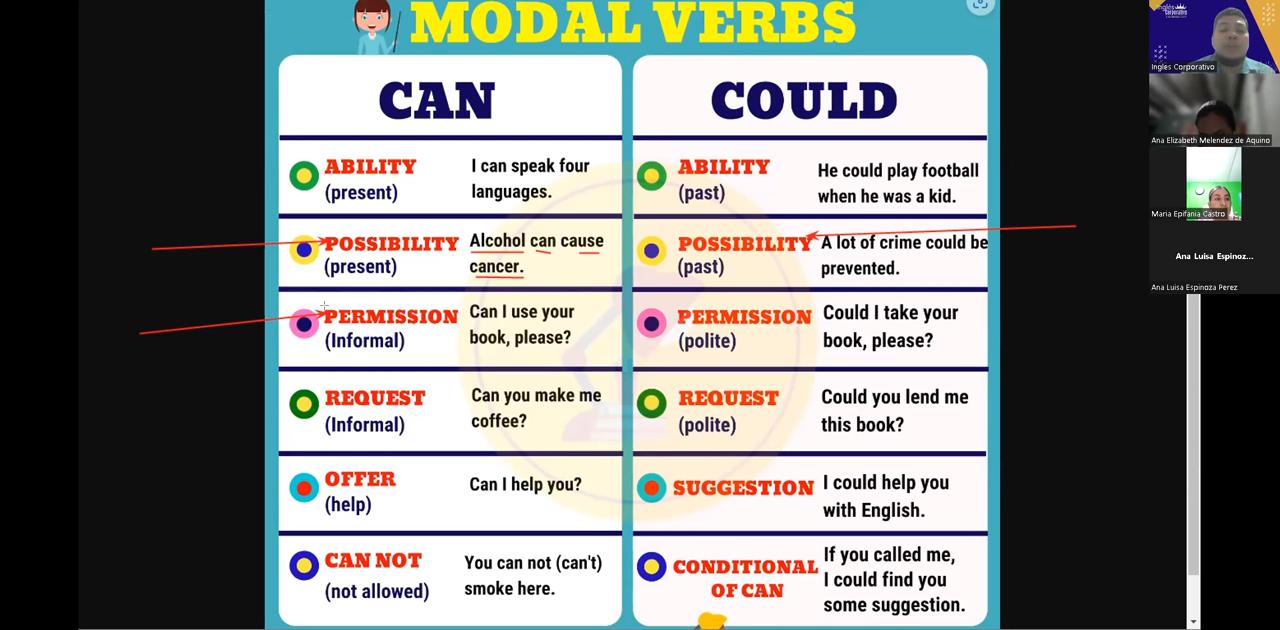 MODAL VERBS
CAN
ABILITY
(present)
I can speak four
languages.
POSSIBILITY
(present)
Alcohol can cause
cancer.
PERMISSION
(Informal)
Can I use your
book, please?
REQUEST
(Informal)
Can you make me
coffee?
OFFER
(help)
Can I help you?
CAN NOT
(not allowed)
You can not (can't)
smoke here.
COULD
ABILITY
(past)
He could play football
when he was a kid.
POSSIBILITY
(past)
A lot of crime could be
prevented.
PERMISSION
(polite)
Could I take your
book, please?
REQUEST
(polite)
Could you lend me
this book?
SUGGESTION
I could help you
with English.
CONDITIONAL
OF CAN
If you called me,
I could find you
some suggestion.
Inglés
Corporativo
Ingles Corporativo
Ana Elizabeth Melendez de Aquino
Maria Epifania Castro
Ana Luisa Espinoz...
Ana Luisa Espinoza Perez